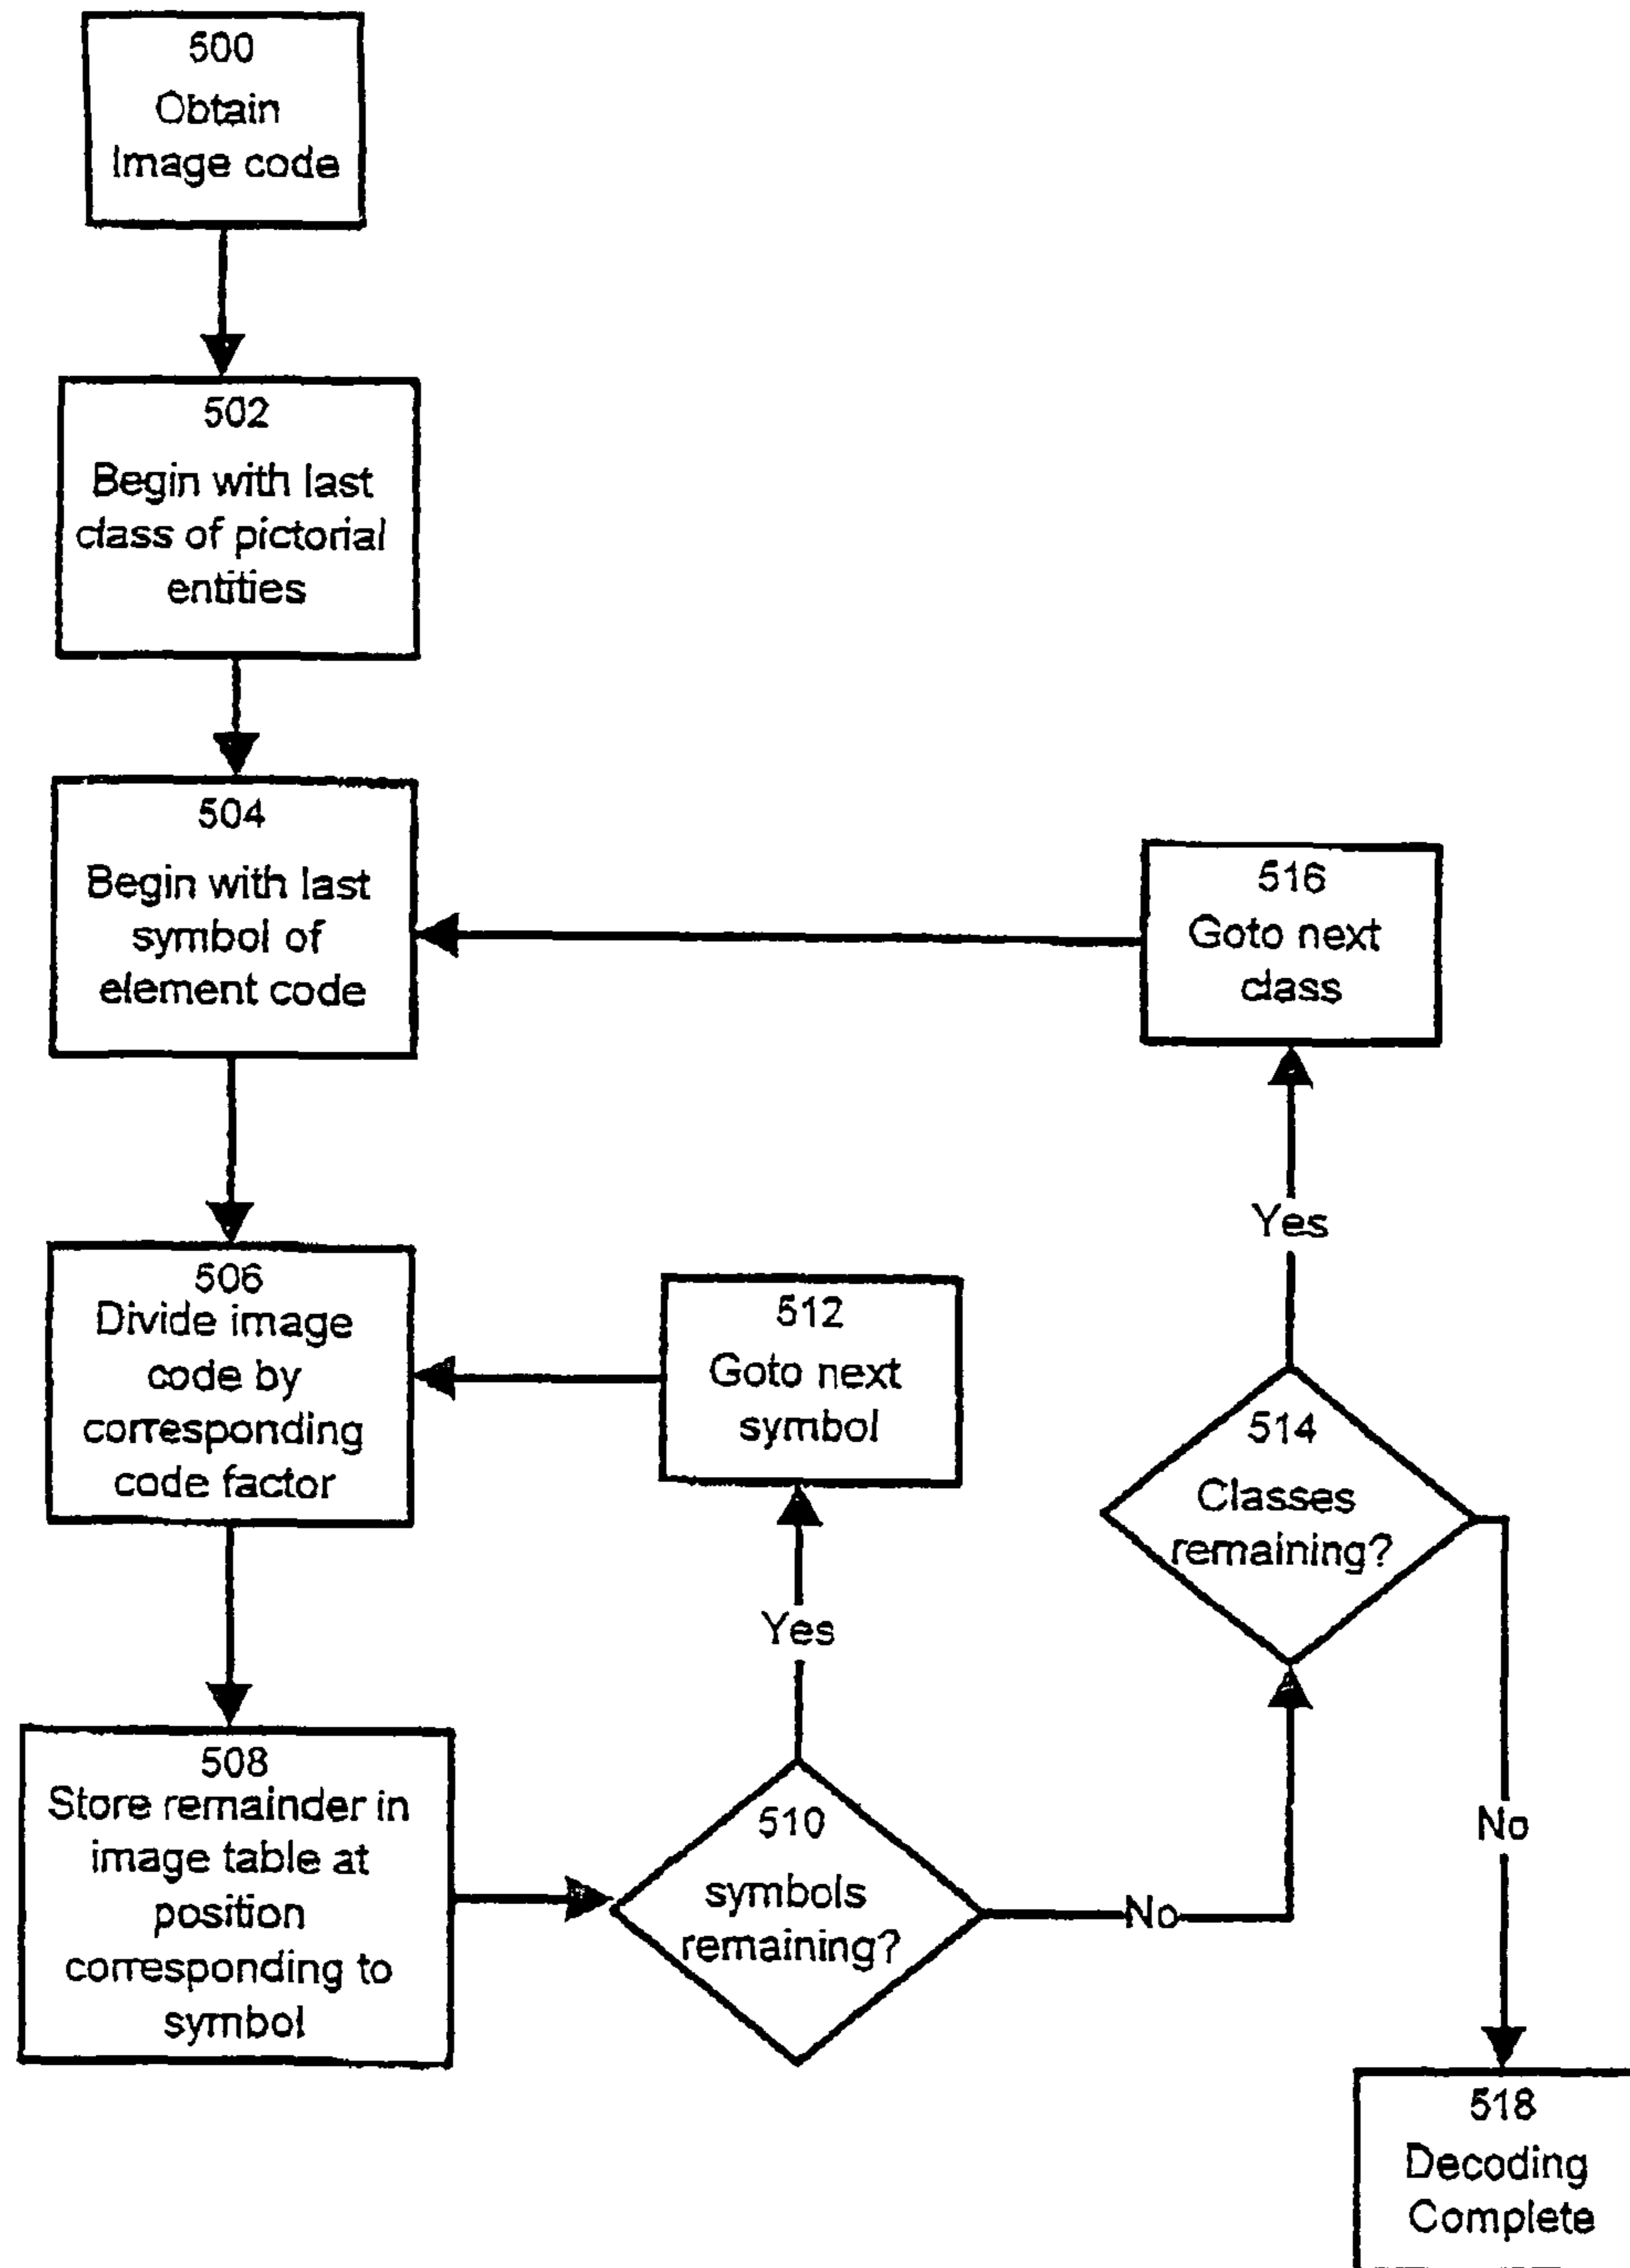 500
Obtain
Image code
502
Begin with last
class of pictorial
entities
504
Begin with last
symbol of
element code
516
Goto next
class
Yes
506
Divide image
code by
corresponding
code factor
512
Goto next
symbol
514
Classes
remaining?
Yes
508
Store remainder in
image table at
position
corresponding to
symbol
510
symbols
remaining?
No
No
518
Decoding
Complete